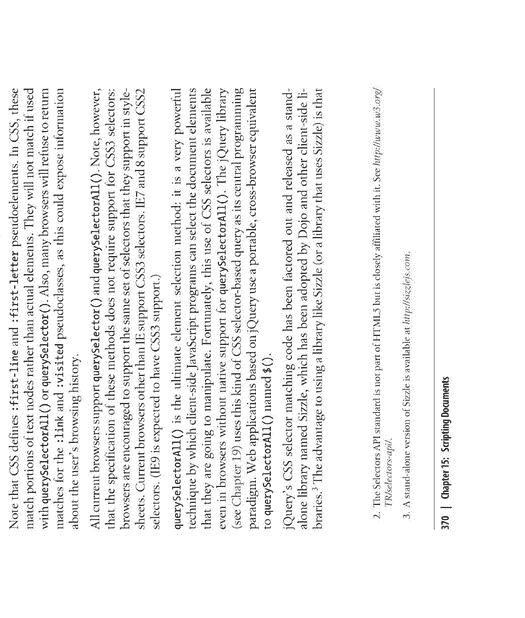 Note that CSS defines :first-line and :first-letter pseudoelements. In CSS, these
match portions of text nodes rather than actual elements. They will not match if used
with querySelectorAll() or querySelector(). Also, many browsers will refuse to return
matches for the :link and :visited pseudoclasses, as this could expose information
about the user's browsing history.
All current browsers support querySelector() and querySelectorAll(). Note, however,
that the specification of these methods does not require support for CSS3 selectors:
browsers are encouraged to support the same set of selectors that they support in style-
sheets. Current browsers other than IE support CSS3 selectors. IE7 and 8 support CSS2
selectors. (IE9 is expected to have CSS3 support.)
querySelectorAll() is the ultimate element selection method: it is a very powerful
technique by which client-side JavaScript programs can select the document elements
that they are going to manipulate. Fortunately, this use of CSS selectors is available
even in browsers without native support for querySelectorAll(). The jQuery library
(see Chapter 19) uses this kind of CSS selector-based query as its central programming
paradigm. Web applications based on jQuery use a portable, cross-browser equivalent
to querySelectorAll() named $().
jQuery's CSS selector matching code has been factored out and released as a stand-
alone library named Sizzle, which has been adopted by Dojo and other client-side li-
braries.3 The advantage to using a library like Sizzle (or a library that uses Sizzle) is that
2. The Selectors API standard is not part of HTML5 but is closely affiliated with it. See http://www.w3.org/
TR/selectors-api/.
3. A stand-alone version of Sizzle is available at http://sizzlejs.com.
370 | Chapter 15: Scripting Documents